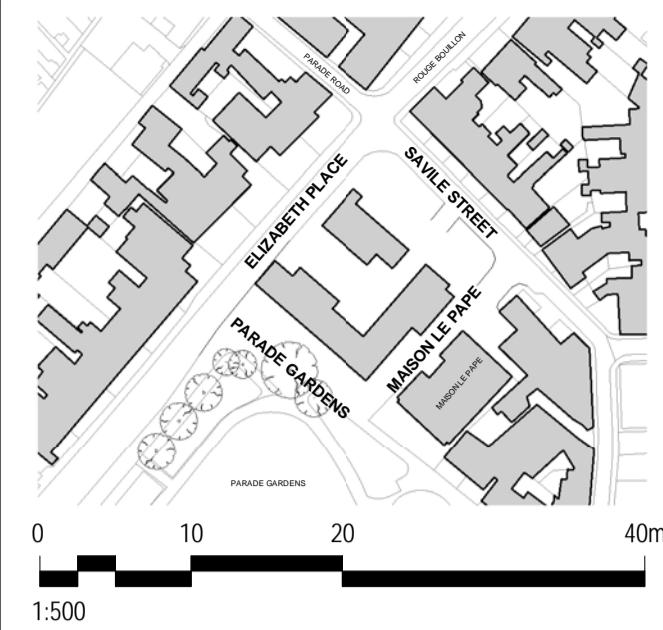 PARADE ROAD
ROUGE BOUILLON
ELIZABETH PLACE
SAVILE STREET
PARADE GARDENS
MAISON LE PAPE
MAISON LE PAPE
PARADE GARDENS
0 10 20 40m
1:500